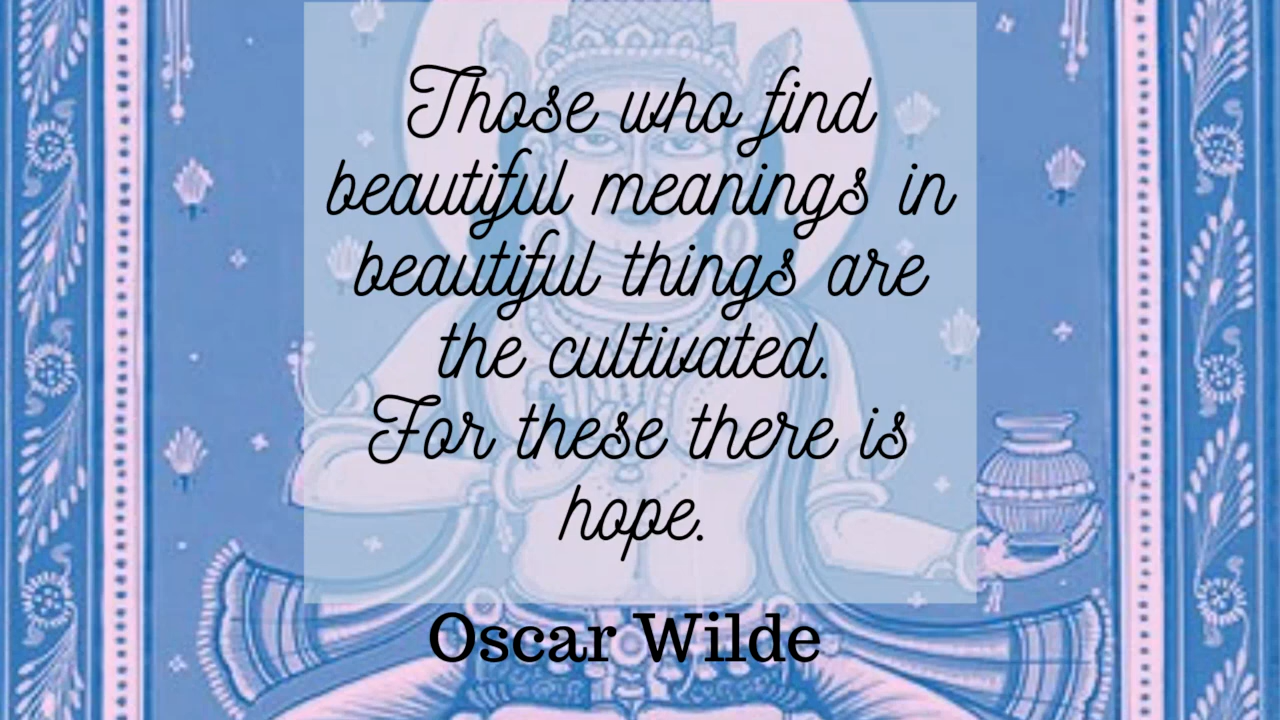 Those who find
beautiful meanings in
beautiful things are
the cultivated.
For these there is
hope.
Oscar Wilde